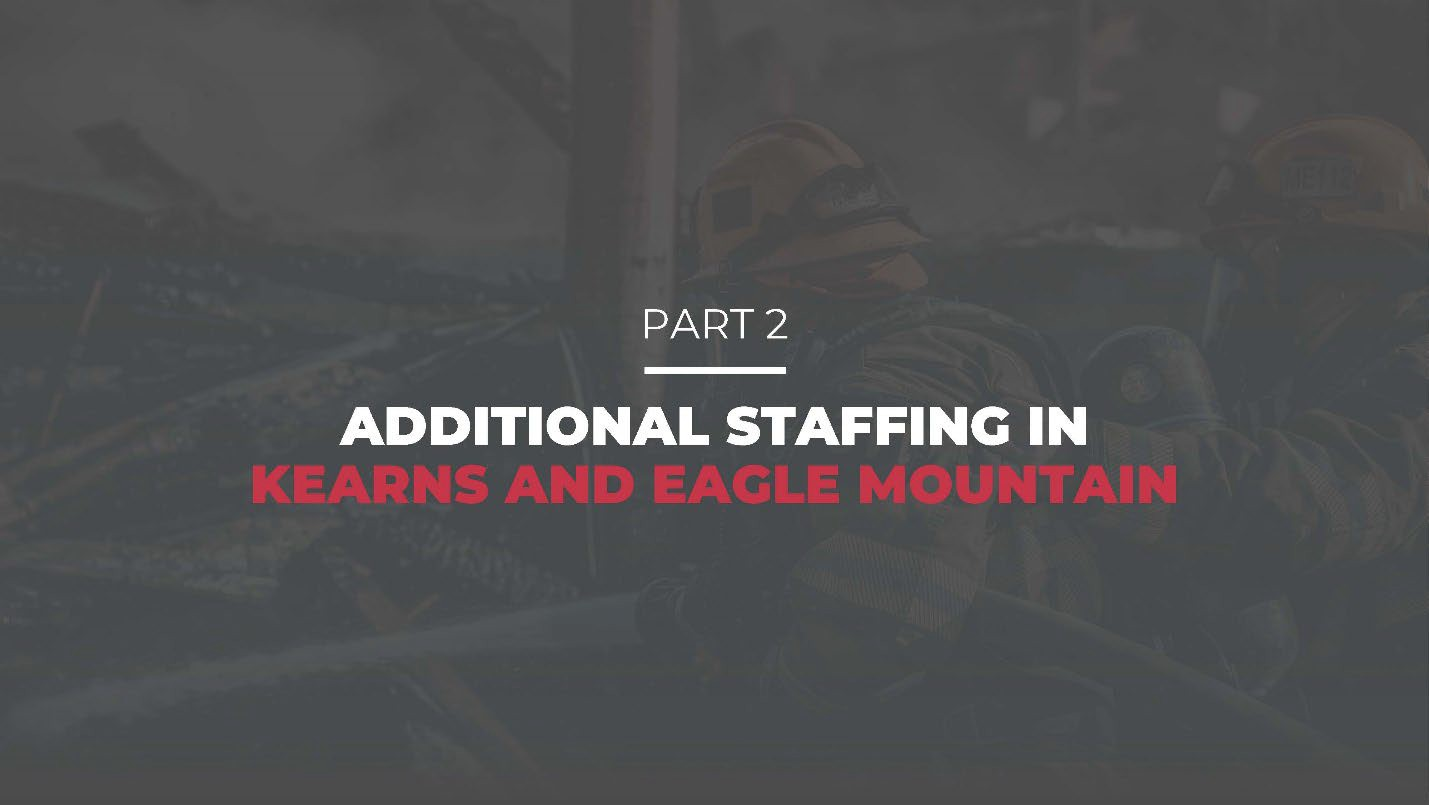 PART 2
ADDITIONAL STAFFING IN
KEARNS AND EAGLE MOUNTAIN